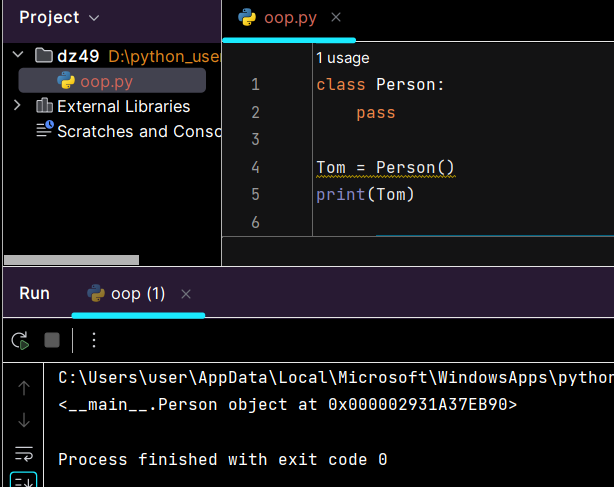 Project
oop.py
dz49 D:\python_use
oop.py
External Libraries
Scratches and Consc
1 usage
1 class Person:
2 pass
3
4 Tom = Person()
5 print(Tom)
6
Run oop (1)
C:\Users\user\AppData\Local\Microsoft\WindowsApps\python
<__main__.Person object at 0x000002931A37EB90>
Process finished with exit code 0